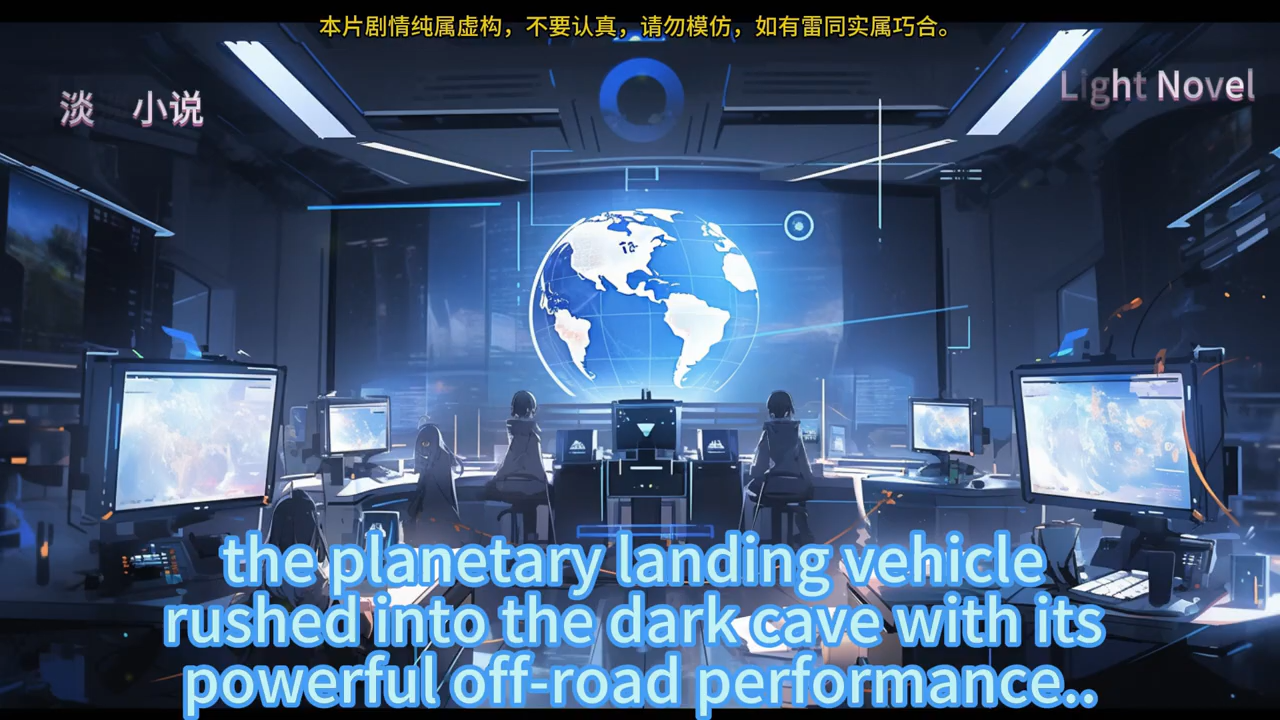 本片剧情纯属虚构，不要认真，请勿模仿，如有雷同实属巧合。
淡 小说
Light Novel
the planetary landing vehicle
rushed into the dark cave with its
powerful off-road performance..